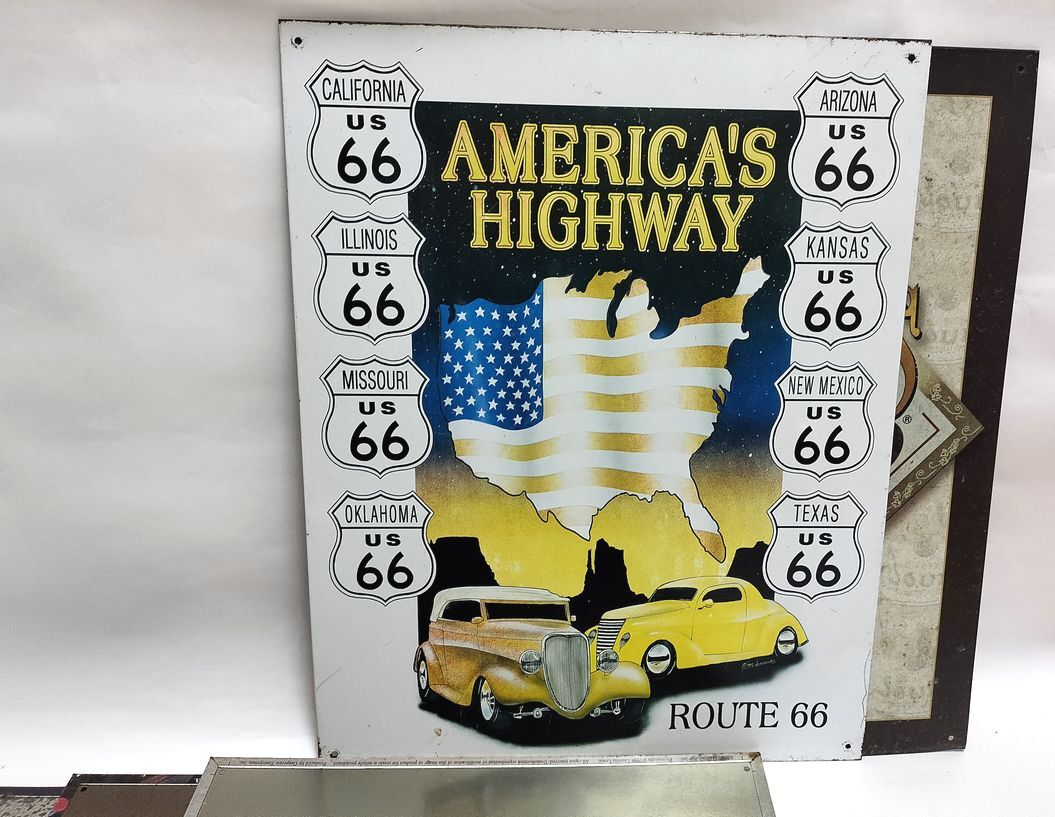 CALIFORNIA
US
66
ARIZONA
US
66
AMERICA'S
HIGHWAY
ILLINOIS
US
66
KANSAS
US
66
MISSOURI
US
66
NEW MEXICO
US
66
OKLAHOMA
US
66
TEXAS
US
66
ROUTE 66
®